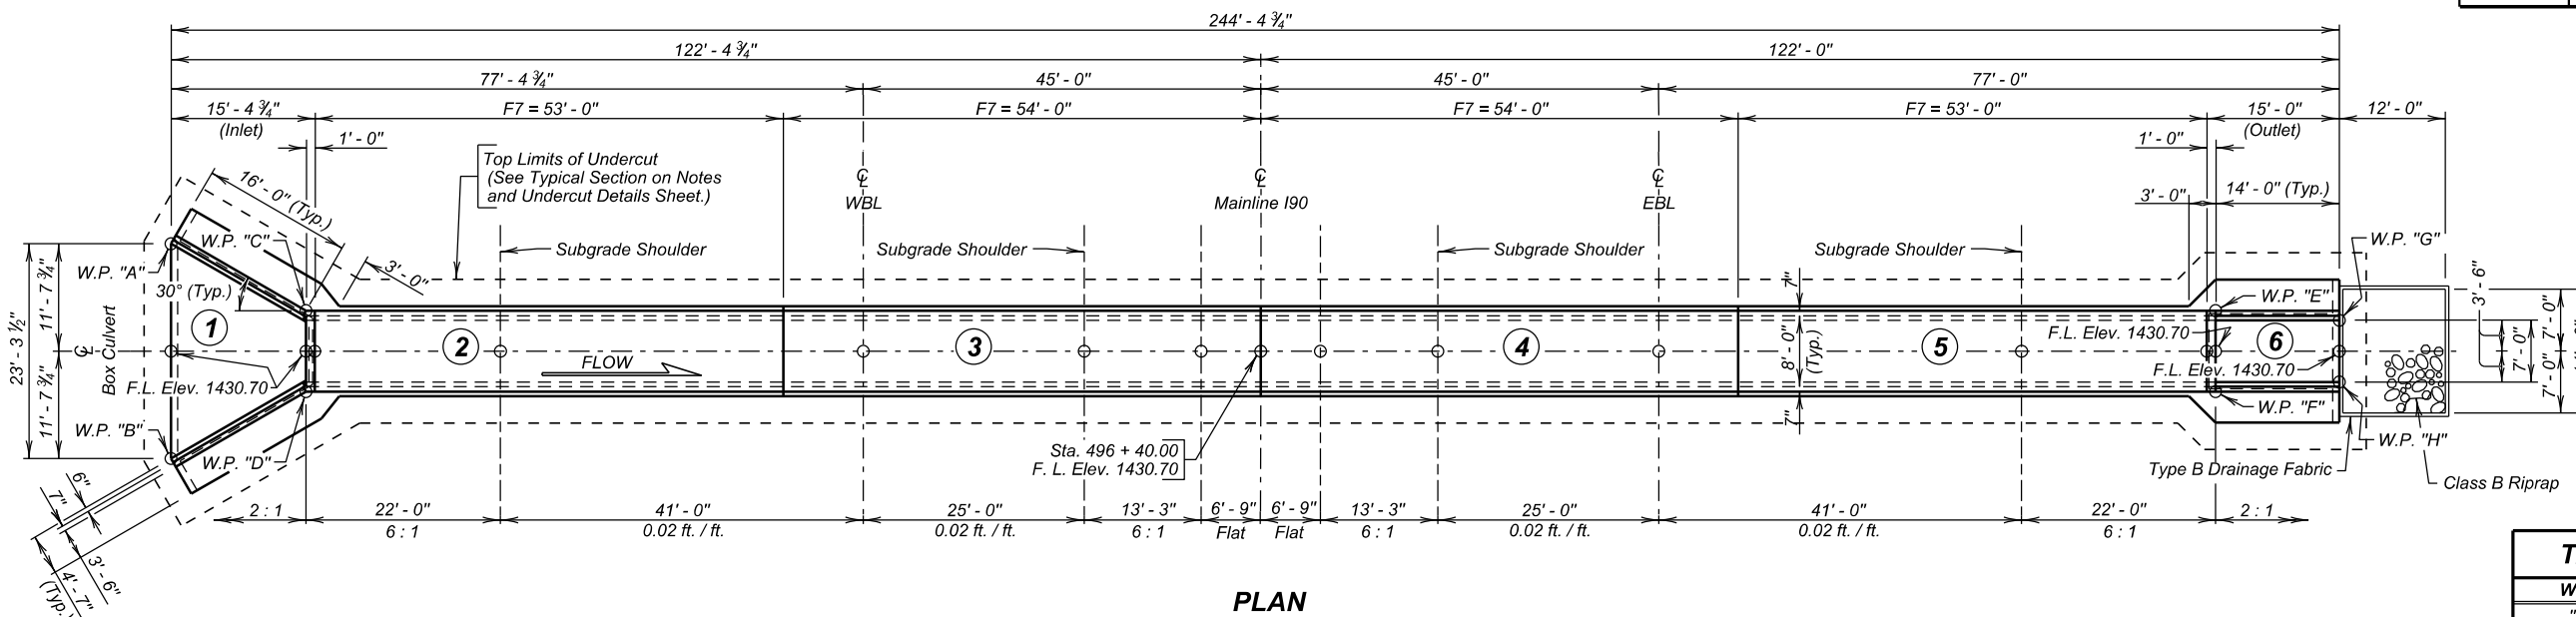 244' - 4 ¾"
122' - 4 ¾"
122' - 0"
77' - 4 ¾"
45' - 0"
45' - 0"
77' - 0"
15' - 4 ¾"
(Inlet)
F7 = 53' - 0"
F7 = 54' - 0"
F7 = 54' - 0"
F7 = 53' - 0"
15' - 0"
(Outlet)
12' - 0"
1' - 0"
1' - 0"
Top Limits of Undercut
(See Typical Section on Notes
and Undercut Details Sheet.)
16' - 0" (Typ.)
3' - 0"
℄
WBL
℄
Mainline I90
℄
EBL
3' - 0"
14' - 0" (Typ.)
Subgrade Shoulder
Subgrade Shoulder
Subgrade Shoulder
Subgrade Shoulder
W.P. "C"
W.P. "A"
30° (Typ.)
W.P. "G"
W.P. "E"
23' - 3 ½"
11' - 7 ¾"
11' - 7 ¾"
℄
Box Culvert
1
2
3
4
5
6
7"
8' - 0"
(Typ.)
7"
FLOW
F.L. Elev. 1430.70
F.L. Elev. 1430.70
F.L. Elev. 1430.70
3' - 6"
7' - 0"
7' - 0"
7' - 0"
W.P. "B"
W.P. "D"
W.P. "F"
W.P. "H"
Sta. 496 + 40.00
F. L. Elev. 1430.70
Type B Drainage Fabric
Class B Riprap
6"
7"
3' - 6"
4' - 7"
(Typ.)
2 : 1
22' - 0"
6 : 1
41' - 0"
0.02 ft. / ft.
25' - 0"
0.02 ft. / ft.
13' - 3"
6 : 1
6' - 9"
Flat
6' - 9"
Flat
13' - 3"
6 : 1
25' - 0"
0.02 ft. / ft.
41' - 0"
0.02 ft. / ft.
22' - 0"
6 : 1
2 : 1
PLAN